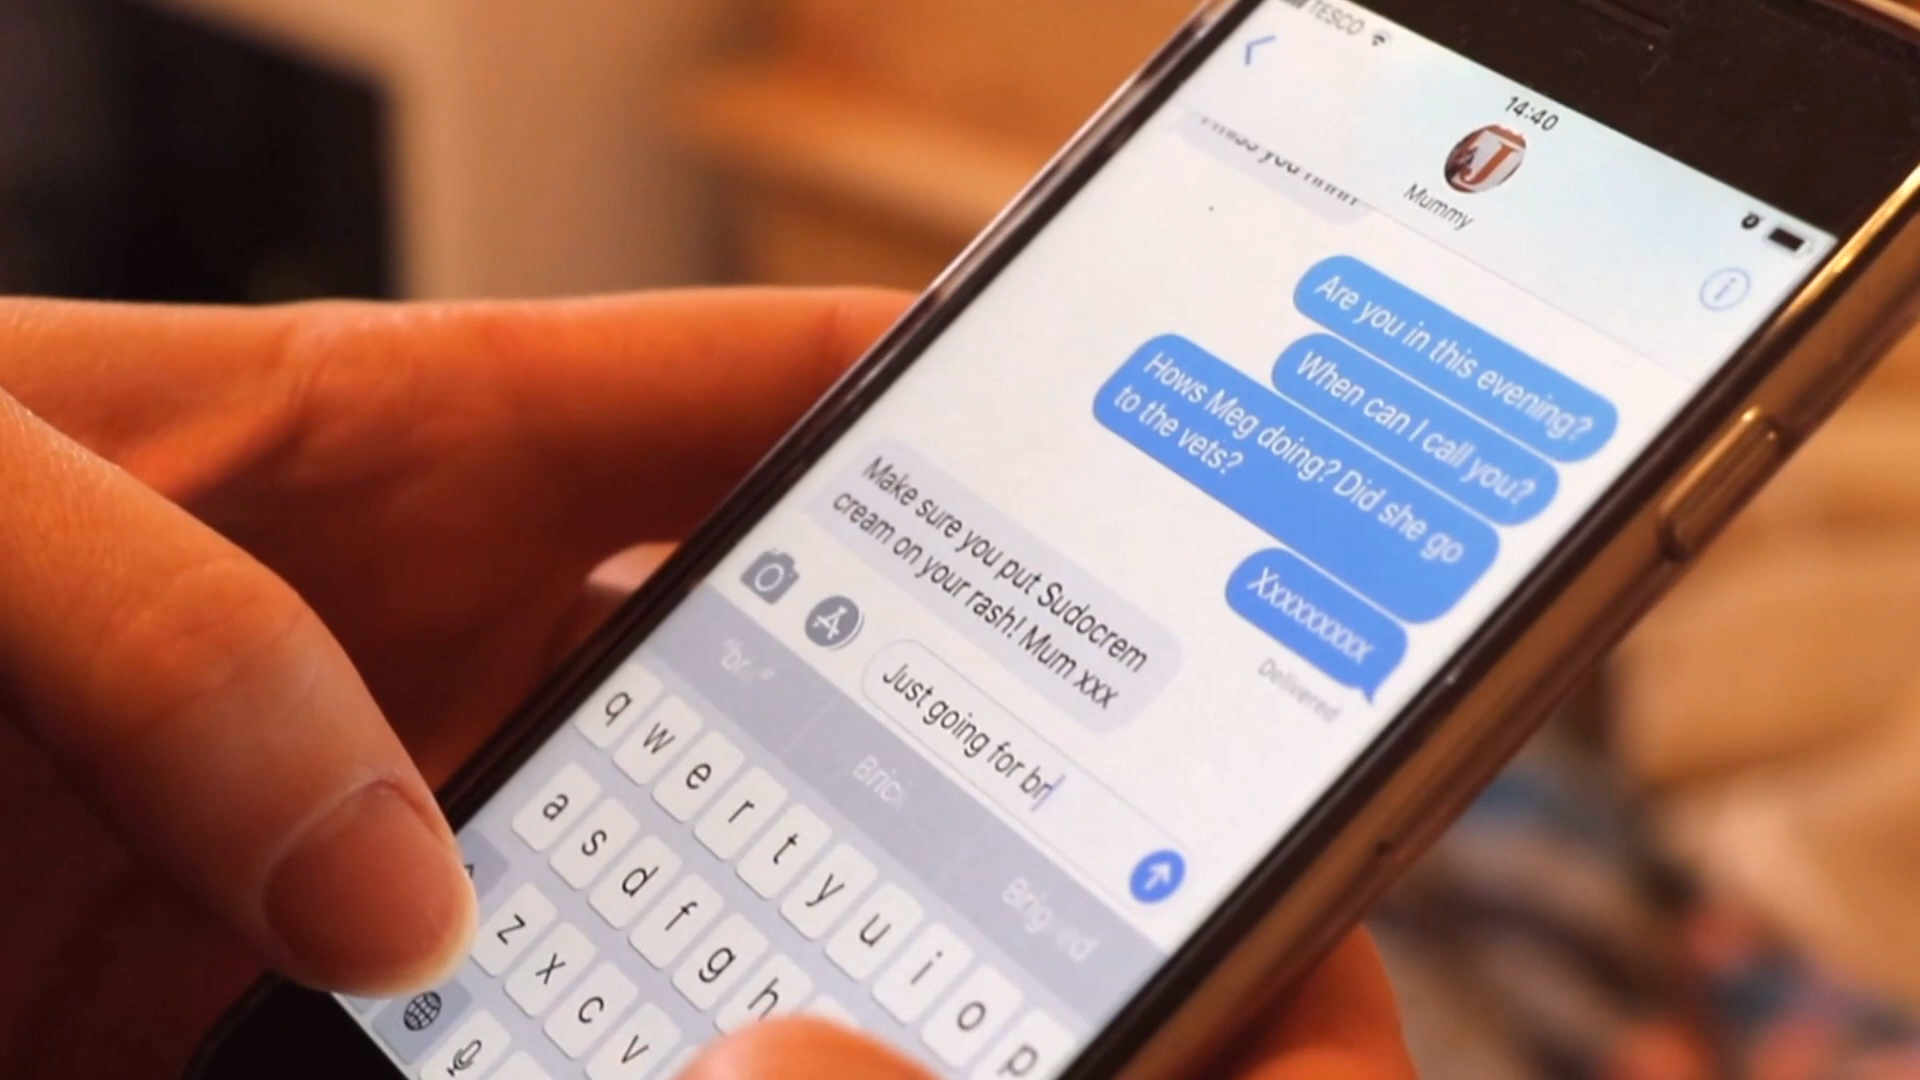 TESCO
14:40
Mummy
you
Are you in this evening?
When can I call you?
Hows Meg doing? Did she go
to the vets?
Xxxxxxxxx
Delivered
Make sure you put Sudocrem
cream on your rash! Mum xxx
Just going for br
q w e r t y u i o p
a s d f g h
z x c v